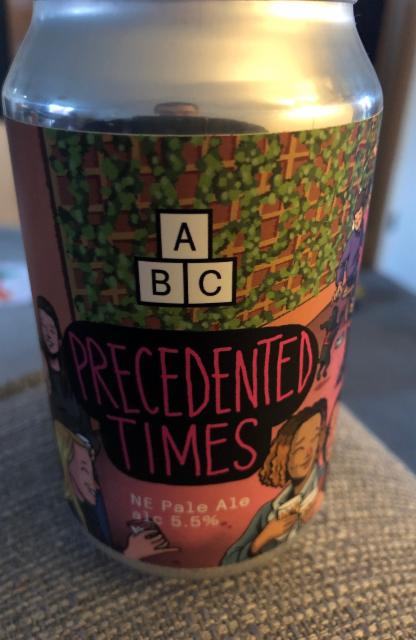 A
B C
PRECEDENTED
TIMES
NE Pale Ale
alc 5.5%